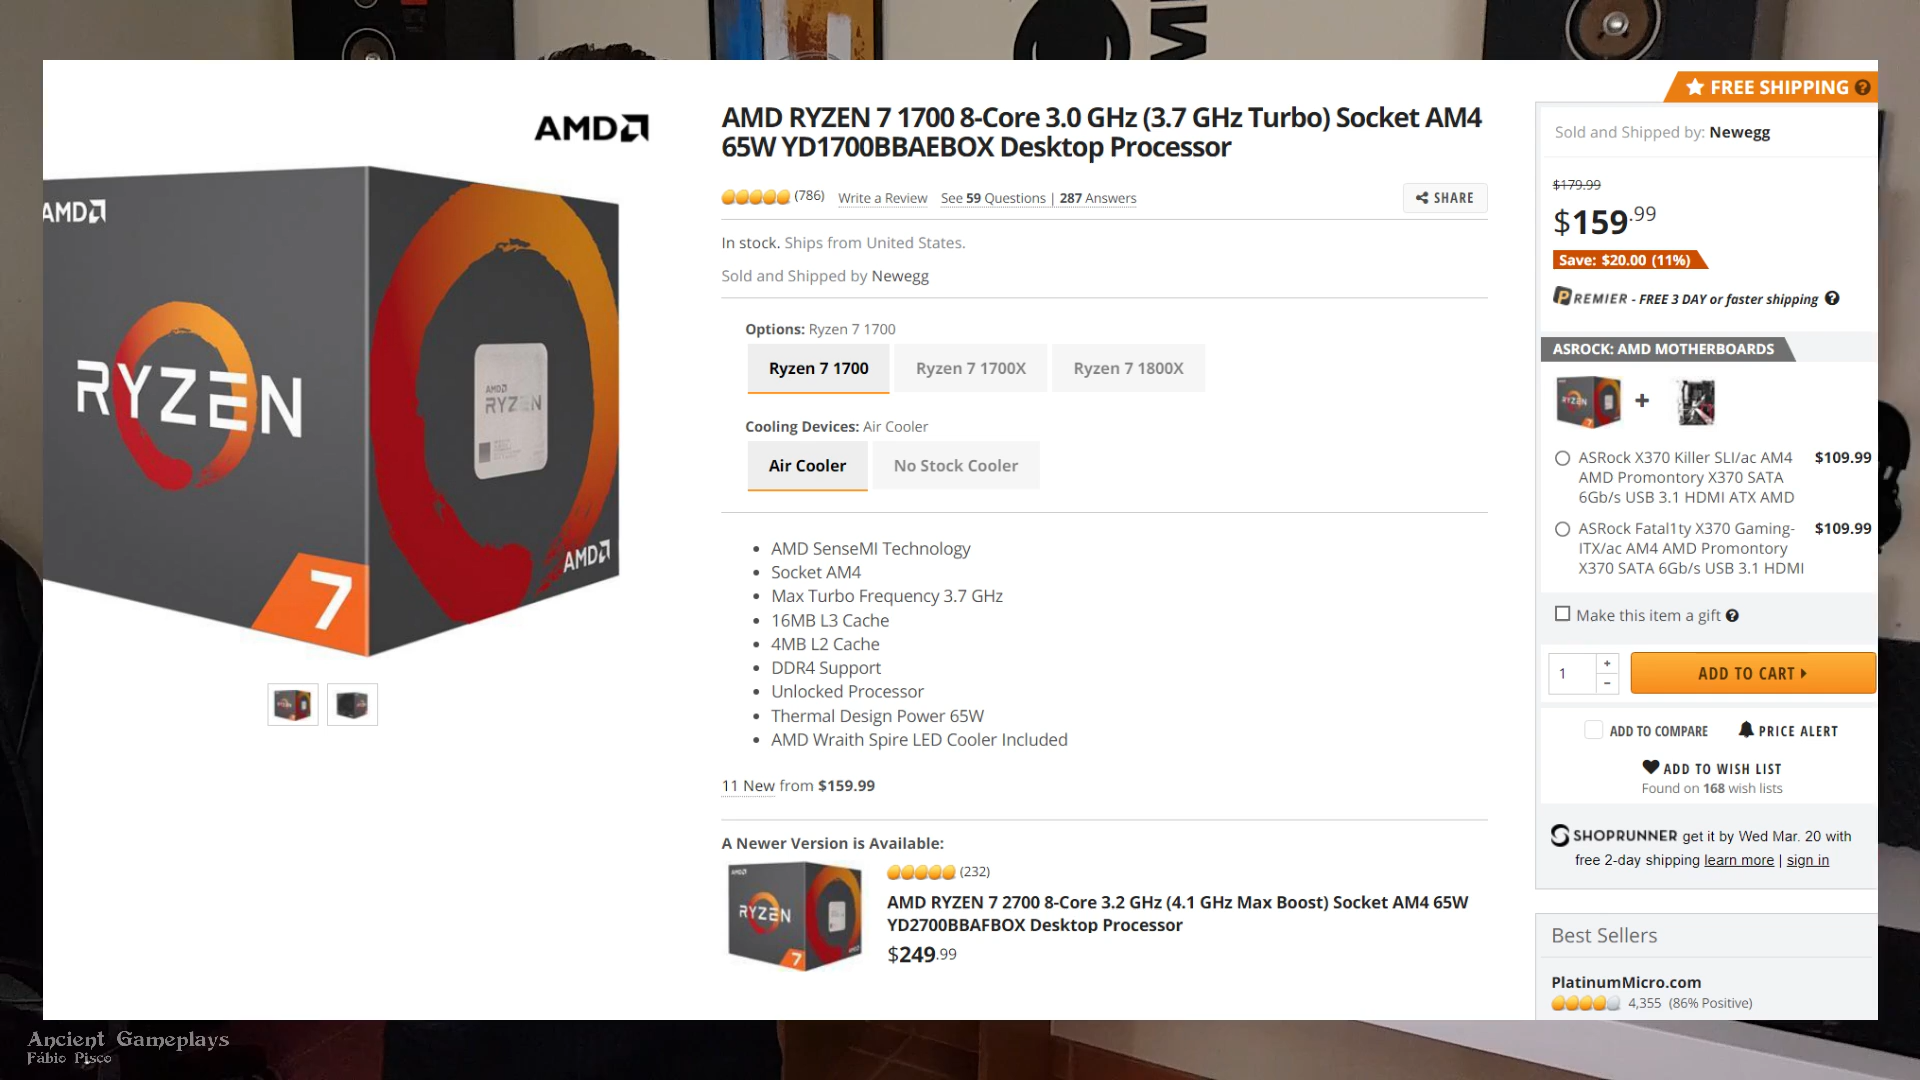 FREE SHIPPING ?
AMD
AMD RYZEN 7 1700 8-Core 3.0 GHz (3.7 GHz Turbo) Socket AM4
65W YD1700BBAEBOX Desktop Processor
Sold and Shipped by: Newegg
$179.99
$159.99
Save: $20.00 (11%)
PREMIER - FREE 3 DAY or faster shipping ?
(786) Write a Review See 59 Questions | 287 Answers
SHARE
In stock. Ships from United States.
Sold and Shipped by Newegg
AMD
RYZEN
7
AMD
RYZEN
AMD
Options: Ryzen 7 1700
Ryzen 7 1700 Ryzen 7 1700X Ryzen 7 1800X
Cooling Devices: Air Cooler
Air Cooler No Stock Cooler
AMD SenseMI Technology
Socket AM4
Max Turbo Frequency 3.7 GHz
16MB L3 Cache
4MB L2 Cache
DDR4 Support
Unlocked Processor
Thermal Design Power 65W
AMD Wraith Spire LED Cooler Included
11 New from $159.99
A Newer Version is Available:
(232)
AMD RYZEN 7 2700 8-Core 3.2 GHz (4.1 GHz Max Boost) Socket AM4 65W
YD2700BBAFBOX Desktop Processor
$249.99
AMD
RYZEN
7
ASROCK: AMD MOTHERBOARDS
RYZEN
7
+
ASRock X370 Killer SLI/ac AM4 $109.99
AMD Promontory X370 SATA
6Gb/s USB 3.1 HDMI ATX AMD
ASRock Fatal1ty X370 Gaming- $109.99
ITX/ac AM4 AMD Promontory
X370 SATA 6Gb/s USB 3.1 HDMI
Make this item a gift ?
1 + -
ADD TO CART
ADD TO COMPARE PRICE ALERT
ADD TO WISH LIST
Found on 168 wish lists
SHOPRUNNER get it by Wed Mar. 20 with
free 2-day shipping learn more | sign in
Best Sellers
PlatinumMicro.com
4,355 (86% Positive)
Ancient Gameplays
Fábio Pisco